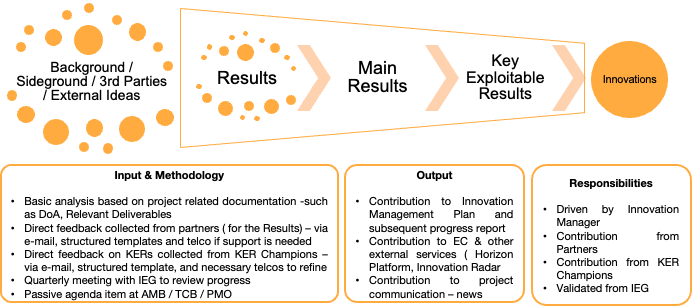 Background /
Sideground / 3rd Parties
/ External Ideas
Results
Main
Results
Key
Exploitable
Results
Innovations
Input & Methodology
• Basic analysis based on project related documentation -such
as DoA, Relevant Deliverables
• Direct feedback collected from partners ( for the Results) – via
e-mail, structured templates and telco if support is needed
• Direct feedback on KERs collected from KER Champions –
via e-mail, structured template, and necessary telcos to refine
• Quarterly meeting with IEG to review progress
• Passive agenda item at AMB / TCB / PMO
Output
• Contribution to Innovation
Management Plan and
subsequent progress report
• Contribution to EC & other
external services ( Horizon
Platform, Innovation Radar
• Contribution to project
communication – news
Responsibilities
• Driven by Innovation
Manager
• Contribution from
Partners
• Contribution from KER
Champions
• Validated from IEG